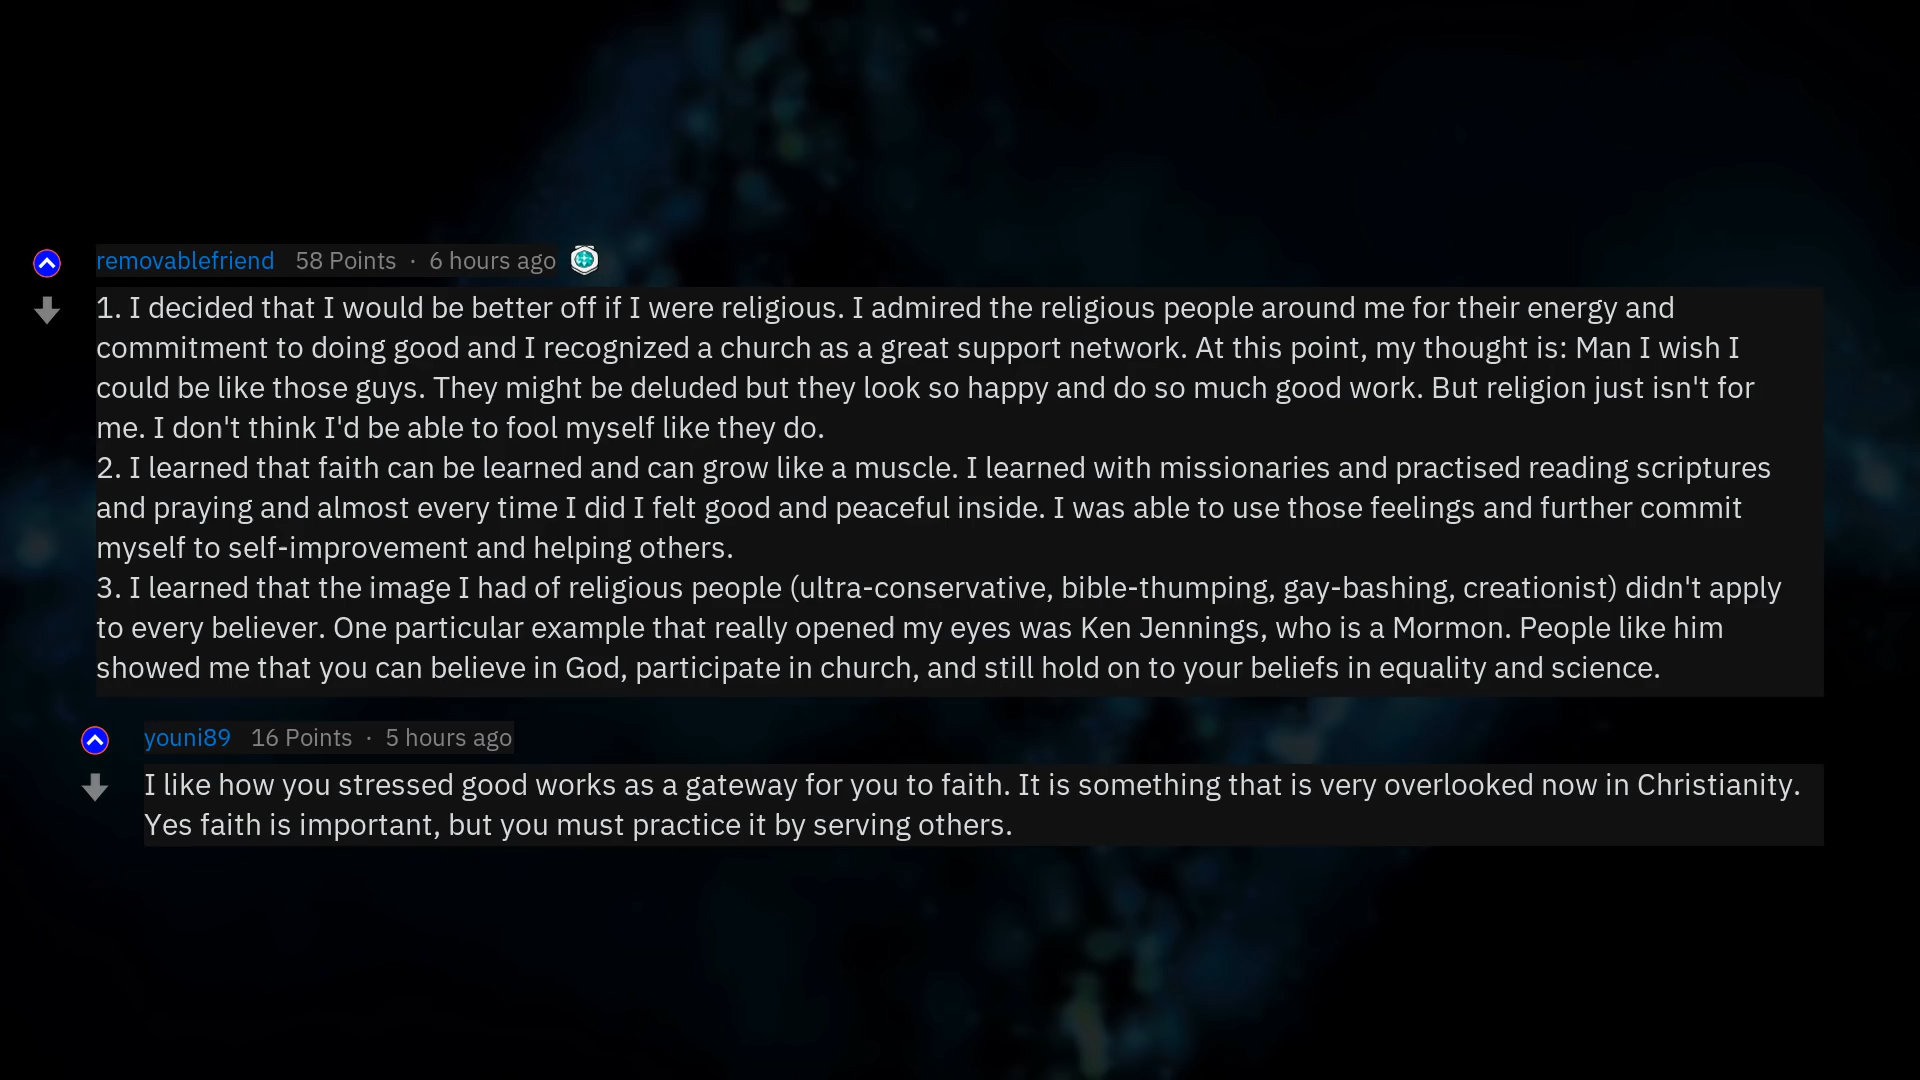 removablefriend 58 Points · 6 hours ago
1. I decided that I would be better off if I were religious. I admired the religious people around me for their energy and
commitment to doing good and I recognized a church as a great support network. At this point, my thought is: Man I wish I
could be like those guys. They might be deluded but they look so happy and do so much good work. But religion just isn't for
me. I don't think I'd be able to fool myself like they do.
2. I learned that faith can be learned and can grow like a muscle. I learned with missionaries and practised reading scriptures
and praying and almost every time I did I felt good and peaceful inside. I was able to use those feelings and further commit
myself to self-improvement and helping others.
3. I learned that the image I had of religious people (ultra-conservative, bible-thumping, gay-bashing, creationist) didn't apply
to every believer. One particular example that really opened my eyes was Ken Jennings, who is a Mormon. People like him
showed me that you can believe in God, participate in church, and still hold on to your beliefs in equality and science.
youni89 16 Points · 5 hours ago
I like how you stressed good works as a gateway for you to faith. It is something that is very overlooked now in Christianity.
Yes faith is important, but you must practice it by serving others.